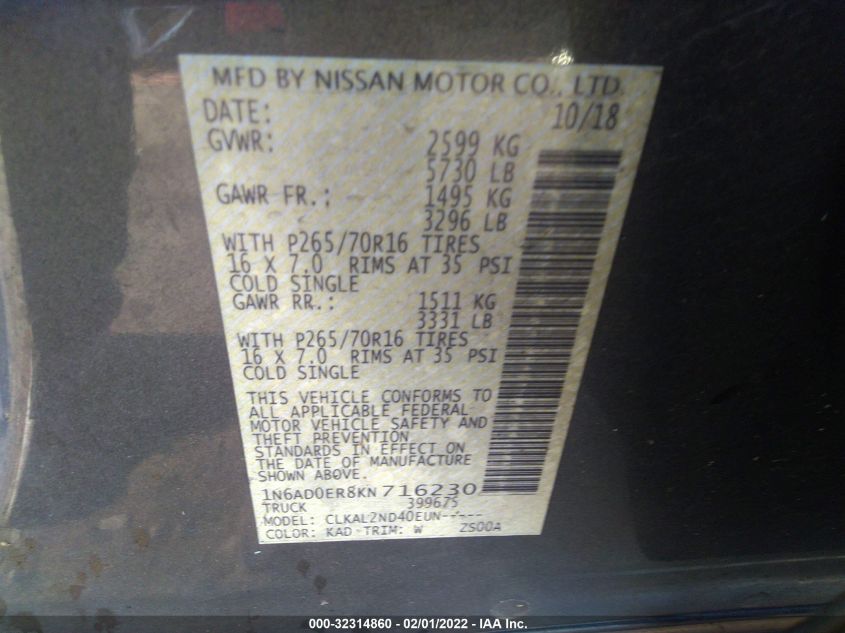 MFD BY NISSAN MOTOR CO., LTD.
DATE: 10/18
GVWR: 2599 KG
5730 LB
GAWR FR.: 1495 KG
3296 LB
WITH P265/70R16 TIRES
16 X 7.0 RIMS AT 35 PSI
COLD SINGLE
GAWR RR.: 1511 KG
3331 LB
WITH P265/70R16 TIRES
16 X 7.0 RIMS AT 35 PSI
COLD SINGLE
THIS VEHICLE CONFORMS TO
ALL APPLICABLE FEDERAL
MOTOR VEHICLE SAFETY AND
THEFT PREVENTION
STANDARDS IN EFFECT ON
THE DATE OF MANUFACTURE
SHOWN ABOVE.
1N6AD0ER8KN716230
TRUCK 399675
MODEL: CLKAL2ND40EUN-----
COLOR: KAD TRIM: W 2S00A
000-32314860 - 02/01/2022 - IAA Inc.